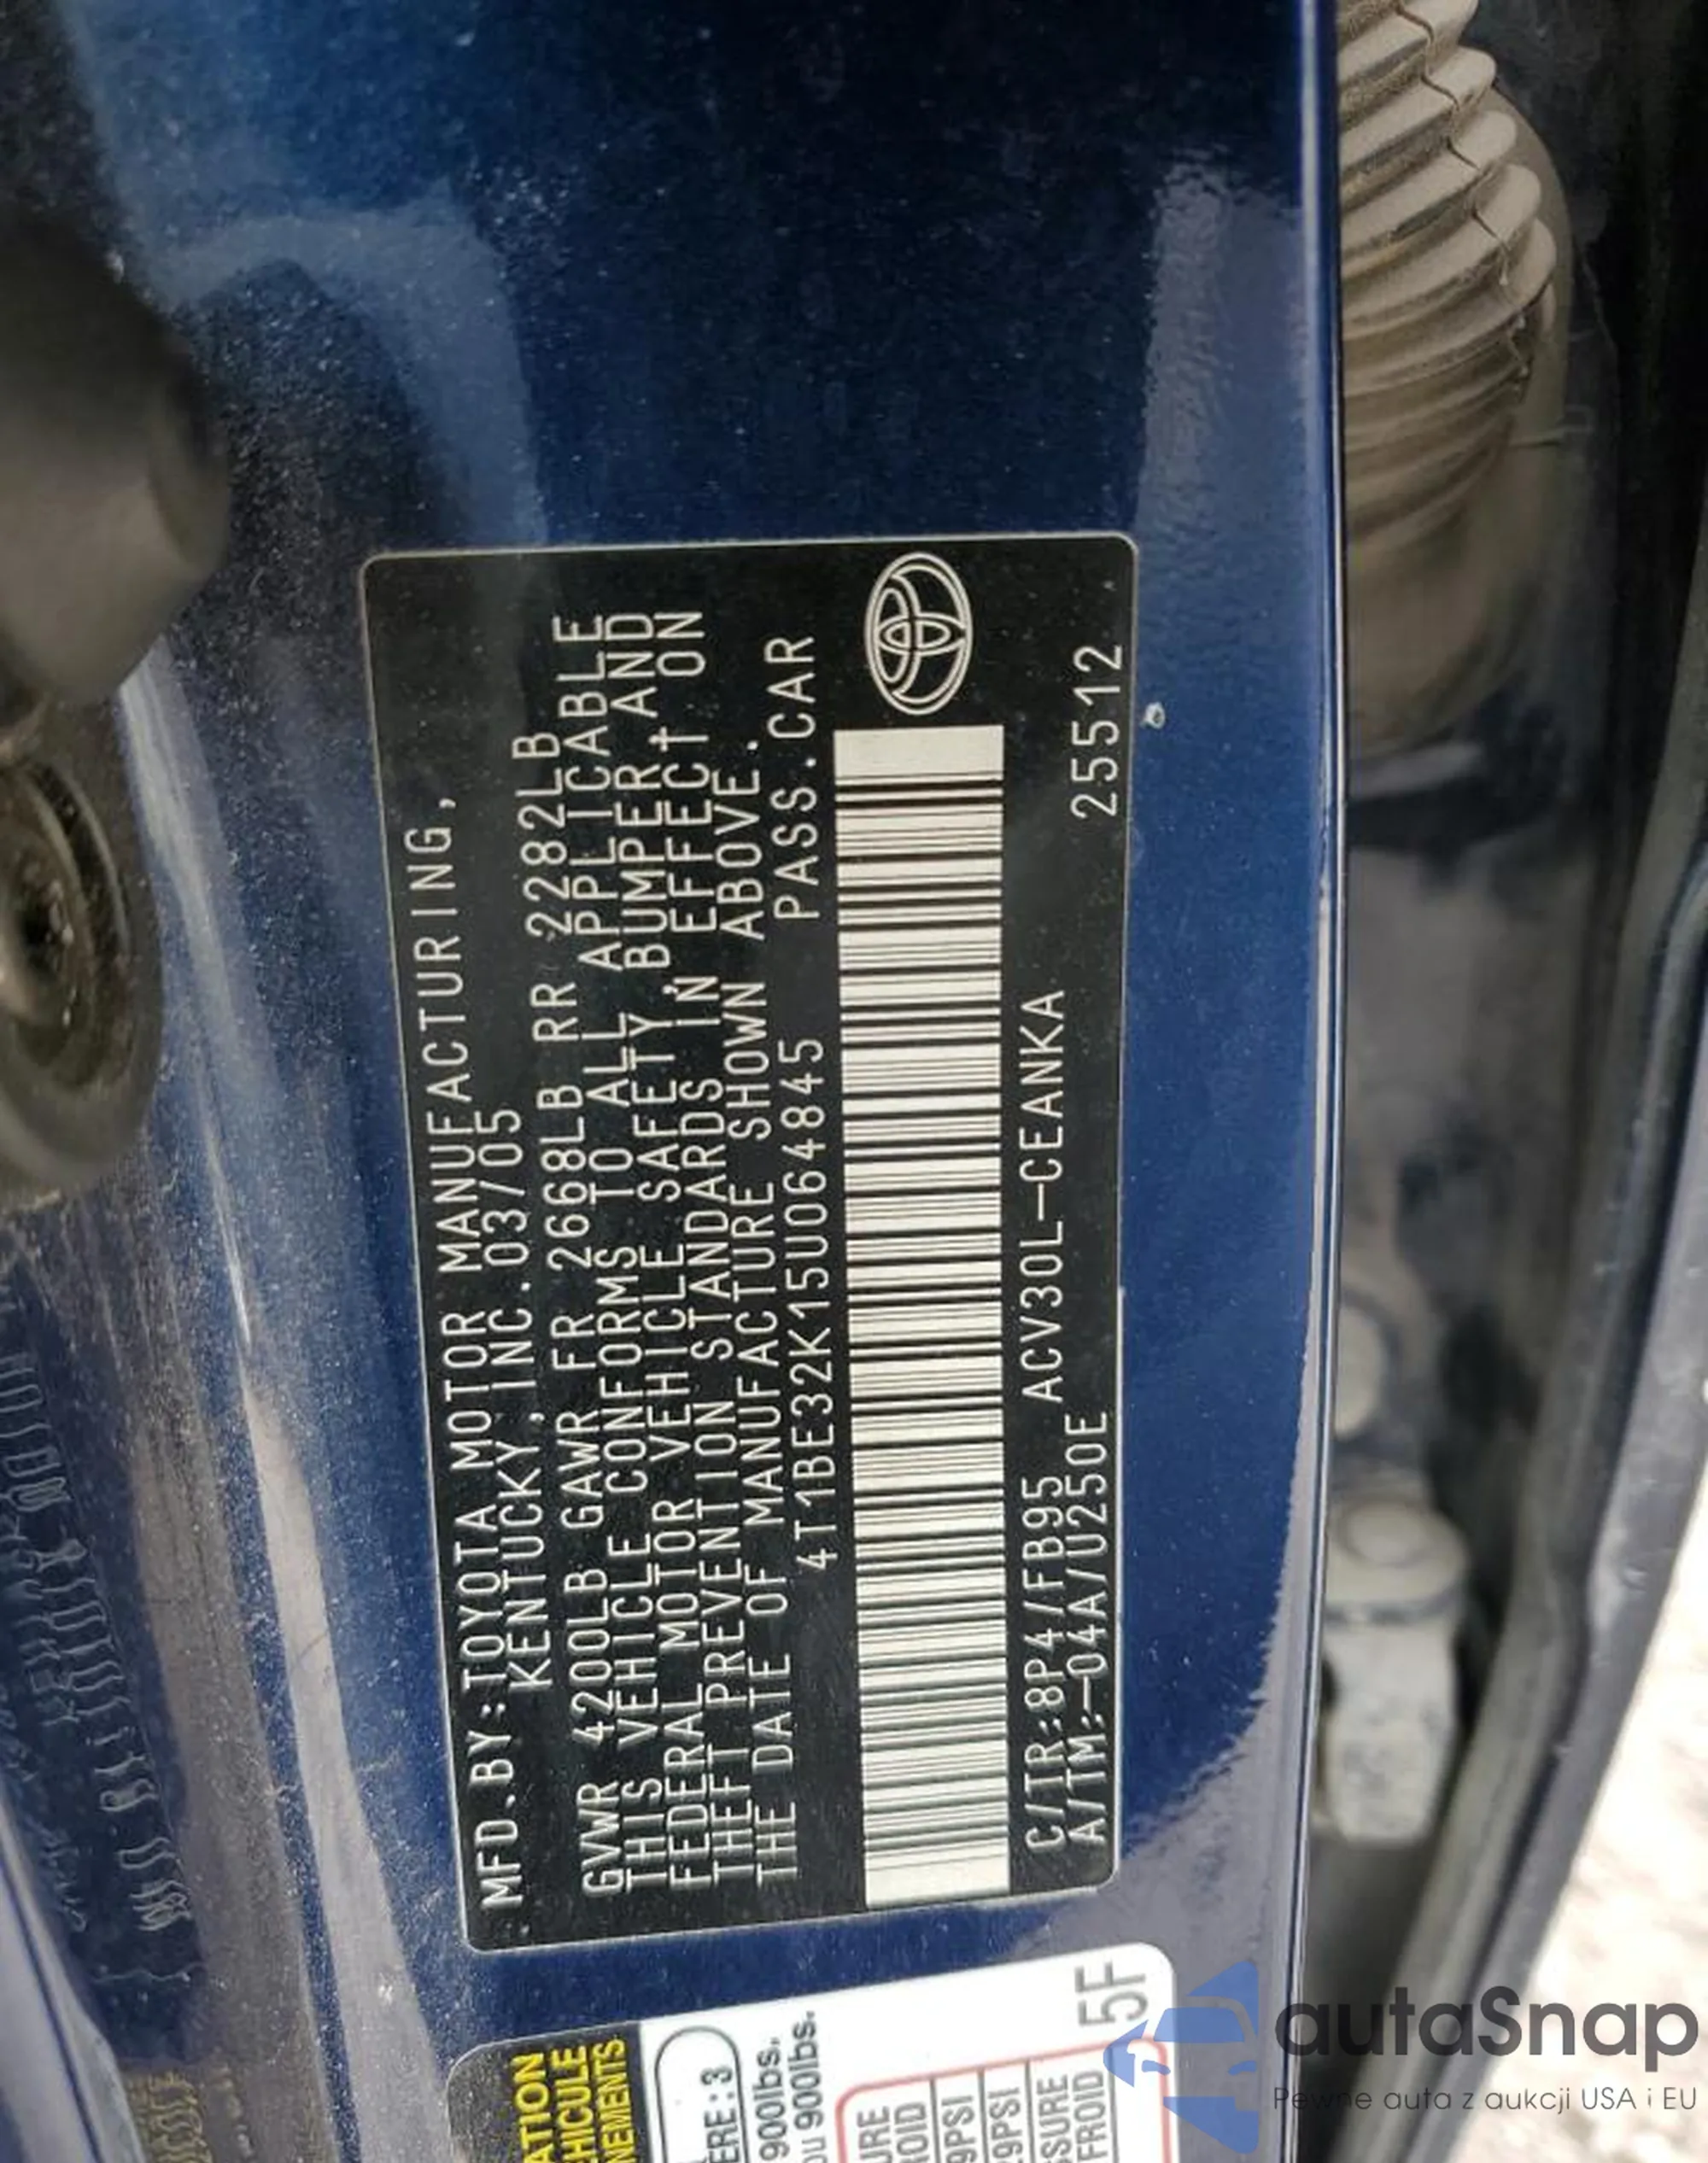 MFD.BY:TOYOTA MOTOR MANUFACTURING,
KENTUCKY, INC.03/05
GVWR 4200LB GAWR FR 2668LB RR 2282LB
THIS VEHICLE CONFORMS TO ALL APPLICABLE
FEDERAL MOTOR VEHICLE SAFETY, BUMPER, AND
THEFT PREVENTION STANDARDS IN EFFECT ON
THE DATE OF MANUFACTURE SHOWN ABOVE.
4T1BE32K15U064845 PASS.CAR
C/TR:8P4/FB95 ACV30L-CEANKA
A/TM:-04A/U250E 25512
5F
900lbs.
900lbs.
autaSnap
Pewne auta z aukcji USA i EU